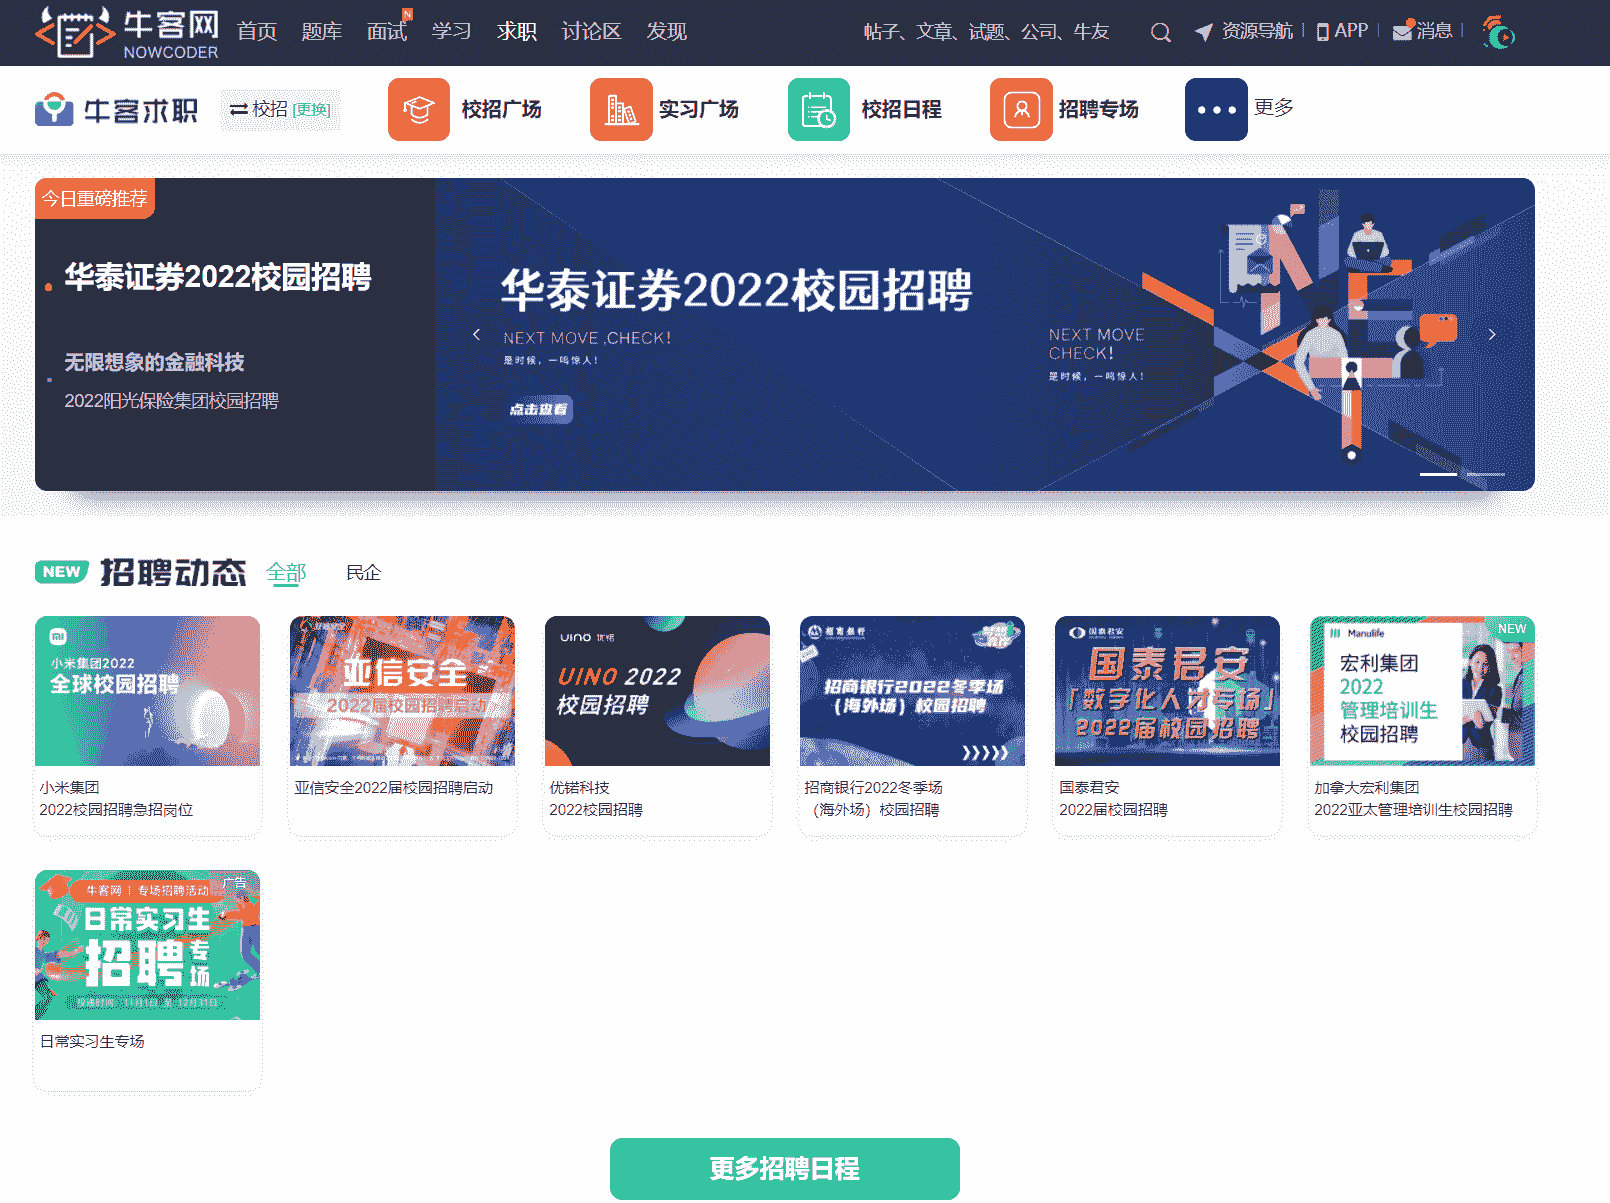 牛客网
NOWCODER
首页
题库
面试
N
学习
求职
讨论区
发现
帖子、文章、试题、公司、牛友
资源导航
APP
消息
牛客求职
校招 [更换]
校招广场
实习广场
校招日程
招聘专场
更多
今日重磅推荐
华泰证券2022校园招聘
无限想象的金融科技
2022阳光保险集团校园招聘
华泰证券2022校园招聘
NEXT MOVE ,CHECK!
是时候，一鸣惊人!
点击查看
NEXT MOVE
CHECK!
是时候，一鸣惊人!
NEW
招聘动态
全部
民企
mi
小米集团2022
全球校园招聘
小米集团
2022校园招聘急招岗位
亚信安全
2022届校园招聘启动
亚信安全2022届校园招聘启动
UINO 优锘
UINO 2022
校园招聘
优锘科技
2022校园招聘
招商银行
招商银行2022冬季场
（海外场）校园招聘
招商银行2022冬季场
（海外场）校园招聘
国泰君安
国泰君安
「数字化人才专场」
2022届校园招聘
国泰君安
2022届校园招聘
Manulife
NEW
宏利集团
2022
管理培训生
校园招聘
加拿大宏利集团
2022亚太管理培训生校园招聘
牛客网 | 专场招聘活动
广告
日常实习生
招聘专场
投递时间：11月1日 至 12月31日
日常实习生专场
更多招聘日程